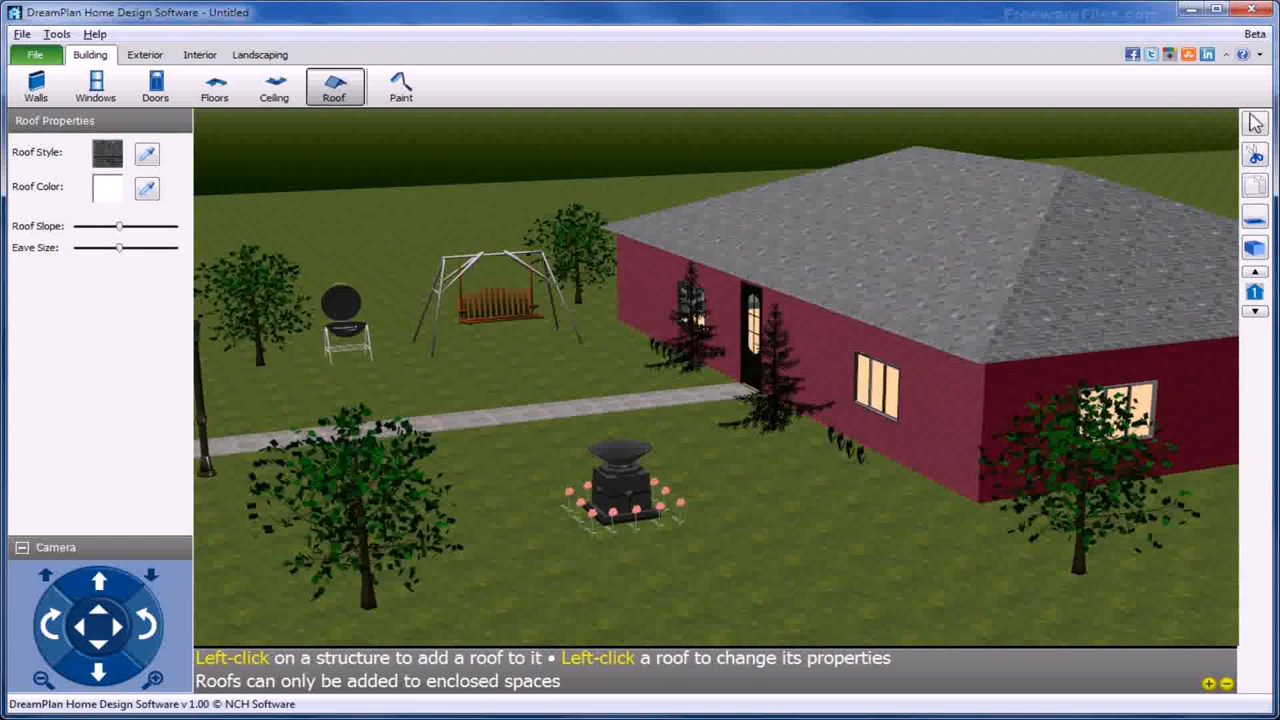 DreamPlan Home Design Software - Untitled
FreewareFiles.com
File Tools Help
Beta
File Building Exterior Interior Landscaping
Walls Windows Doors Floors Ceiling Roof Paint
Roof Properties
Roof Style:
Roof Color:
Roof Slope:
Eave Size:
1
Camera
Left-click on a structure to add a roof to it • Left-click a roof to change its properties
Roofs can only be added to enclosed spaces
DreamPlan Home Design Software v 1.00 © NCH Software